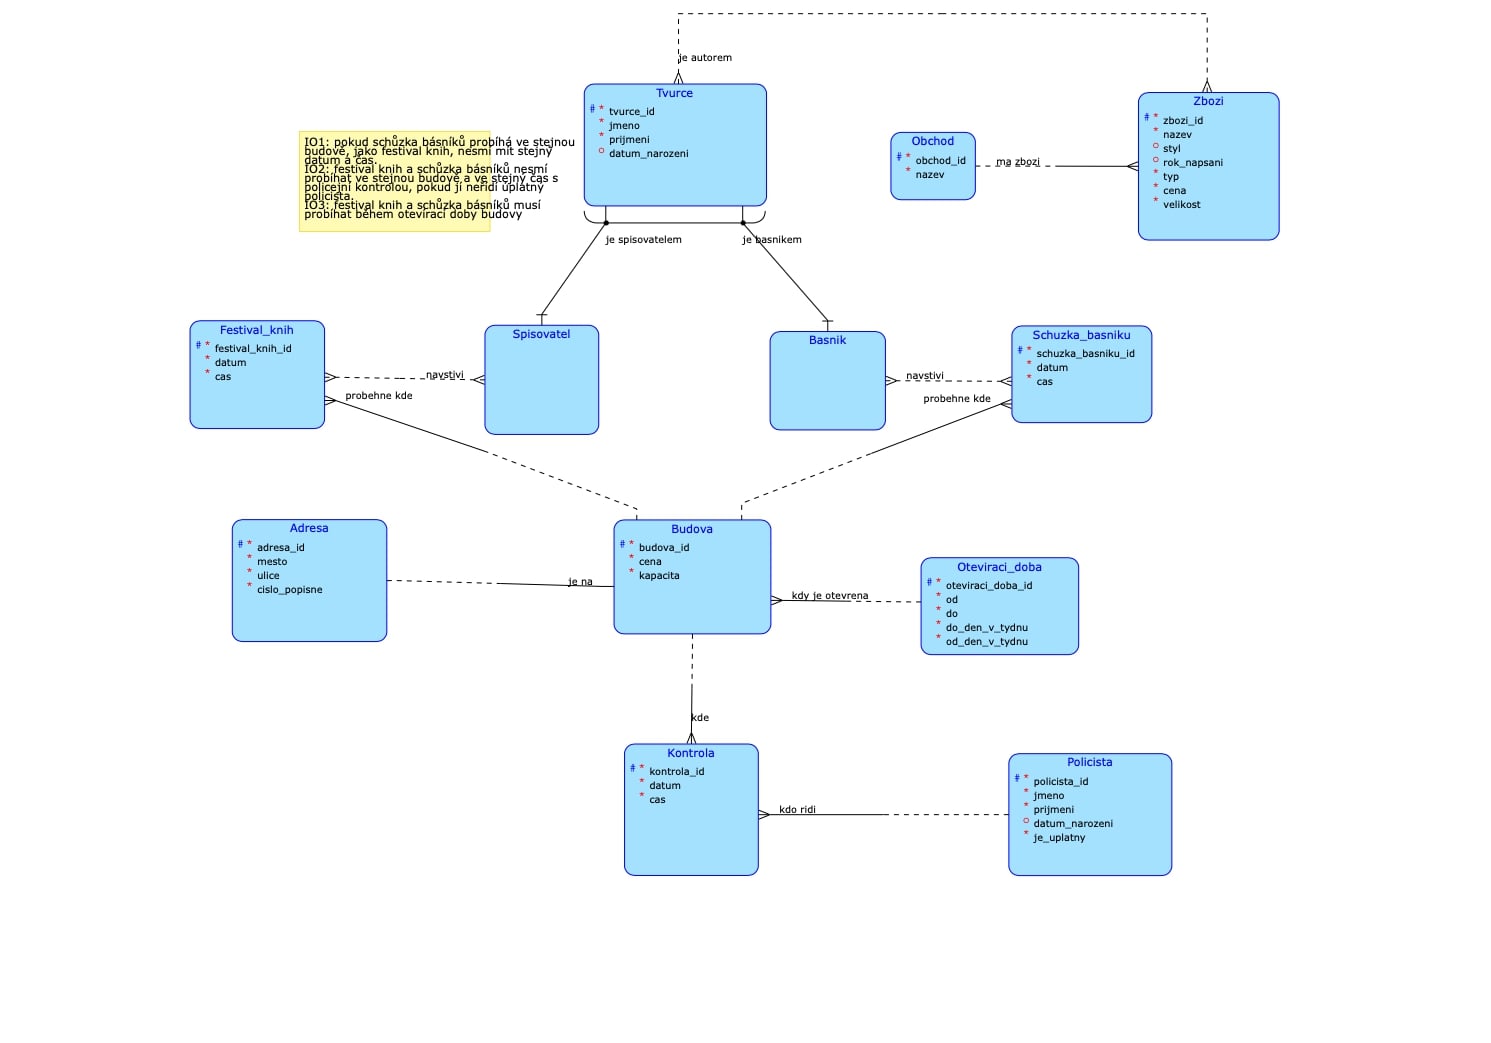 je autorem
Tvurce
# * tvurce_id
* jmeno
* prijmeni
o datum_narozeni
Zbozi
# * zbozi_id
* nazev
o styl
o rok_napsani
* typ
* cena
* velikost
Obchod
# * obchod_id
* nazev
ma zbozi
IO1: pokud schůzka básníků probíhá ve stejnou
budově, jako festival knih, nesmí mít stejný
datum a čas.
IO2: festival knih a schůzka básníků nesmí
probíhat ve stejnou budově a ve stejný čas s
policejní kontrolou, pokud jí neřídí úplatný
policista.
IO3: festival knih a schůzka básníků musí
probíhat během otevírací doby budovy
je spisovatelem
je basnikem
Festival_knih
# * festival_knih_id
* datum
* cas
navstivi
probehne kde
Spisovatel
Basnik
navstivi
probehne kde
Schuzka_basniku
# * schuzka_basniku_id
* datum
* cas
Adresa
# * adresa_id
* mesto
* ulice
* cislo_popisne
je na
Budova
# * budova_id
* cena
* kapacita
kdy je otevrena
Oteviraci_doba
# * oteviraci_doba_id
* od
* do
* do_den_v_tydnu
* od_den_v_tydnu
kde
Kontrola
# * kontrola_id
* datum
* cas
kdo ridi
Policista
# * policista_id
* jmeno
* prijmeni
o datum_narozeni
* je_uplatny